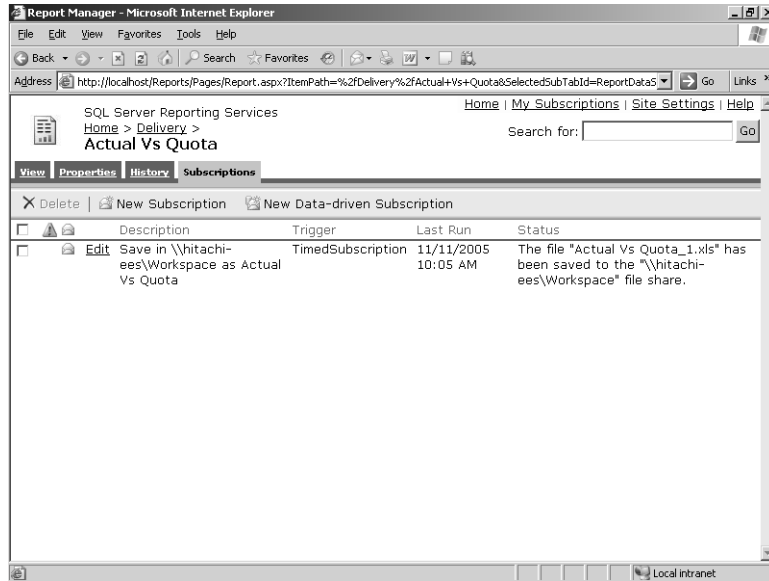 Report Manager - Microsoft Internet Explorer
File Edit View Favorites Tools Help
Back Search Favorites
Address http://localhost/Reports/Pages/Report.aspx?ItemPath=%2fDelivery%2fActual+Vs+Quota&SelectedSubTabId=ReportDataS Go Links »
Home | My Subscriptions | Site Settings | Help
SQL Server Reporting Services
Home > Delivery >
Search for: Go
Actual Vs Quota
View Properties History Subscriptions
Delete | New Subscription New Data-driven Subscription
Description Trigger Last Run Status
Edit Save in \\hitachi- TimedSubscription 11/11/2005 The file "Actual Vs Quota_1.xls" has
ees\Workspace as Actual 10:05 AM been saved to the "\\hitachi-
Vs Quota ees\Workspace" file share.
Local intranet